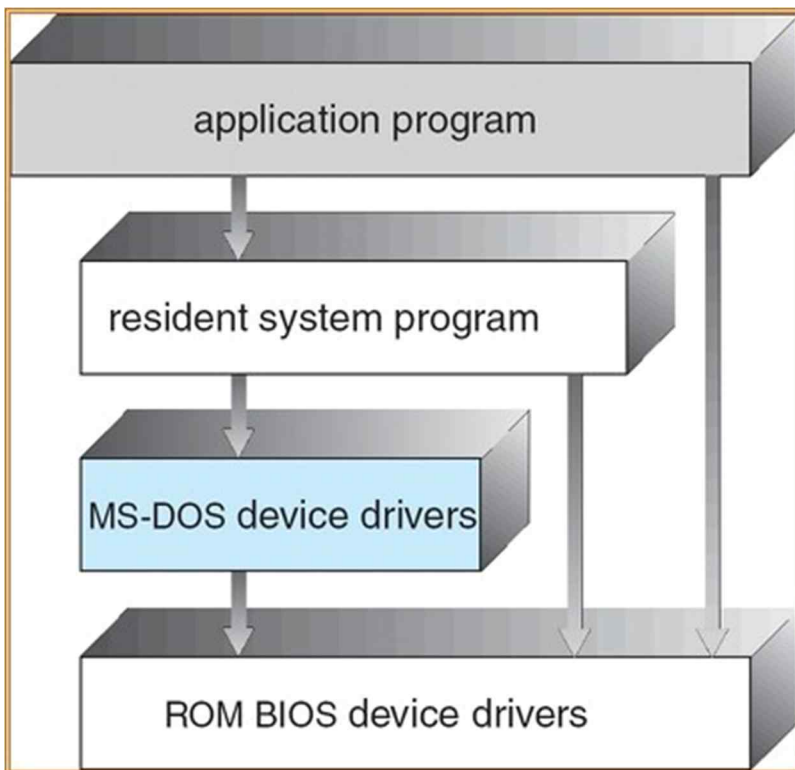 application program
resident system program
MS-DOS device drivers
ROM BIOS device drivers